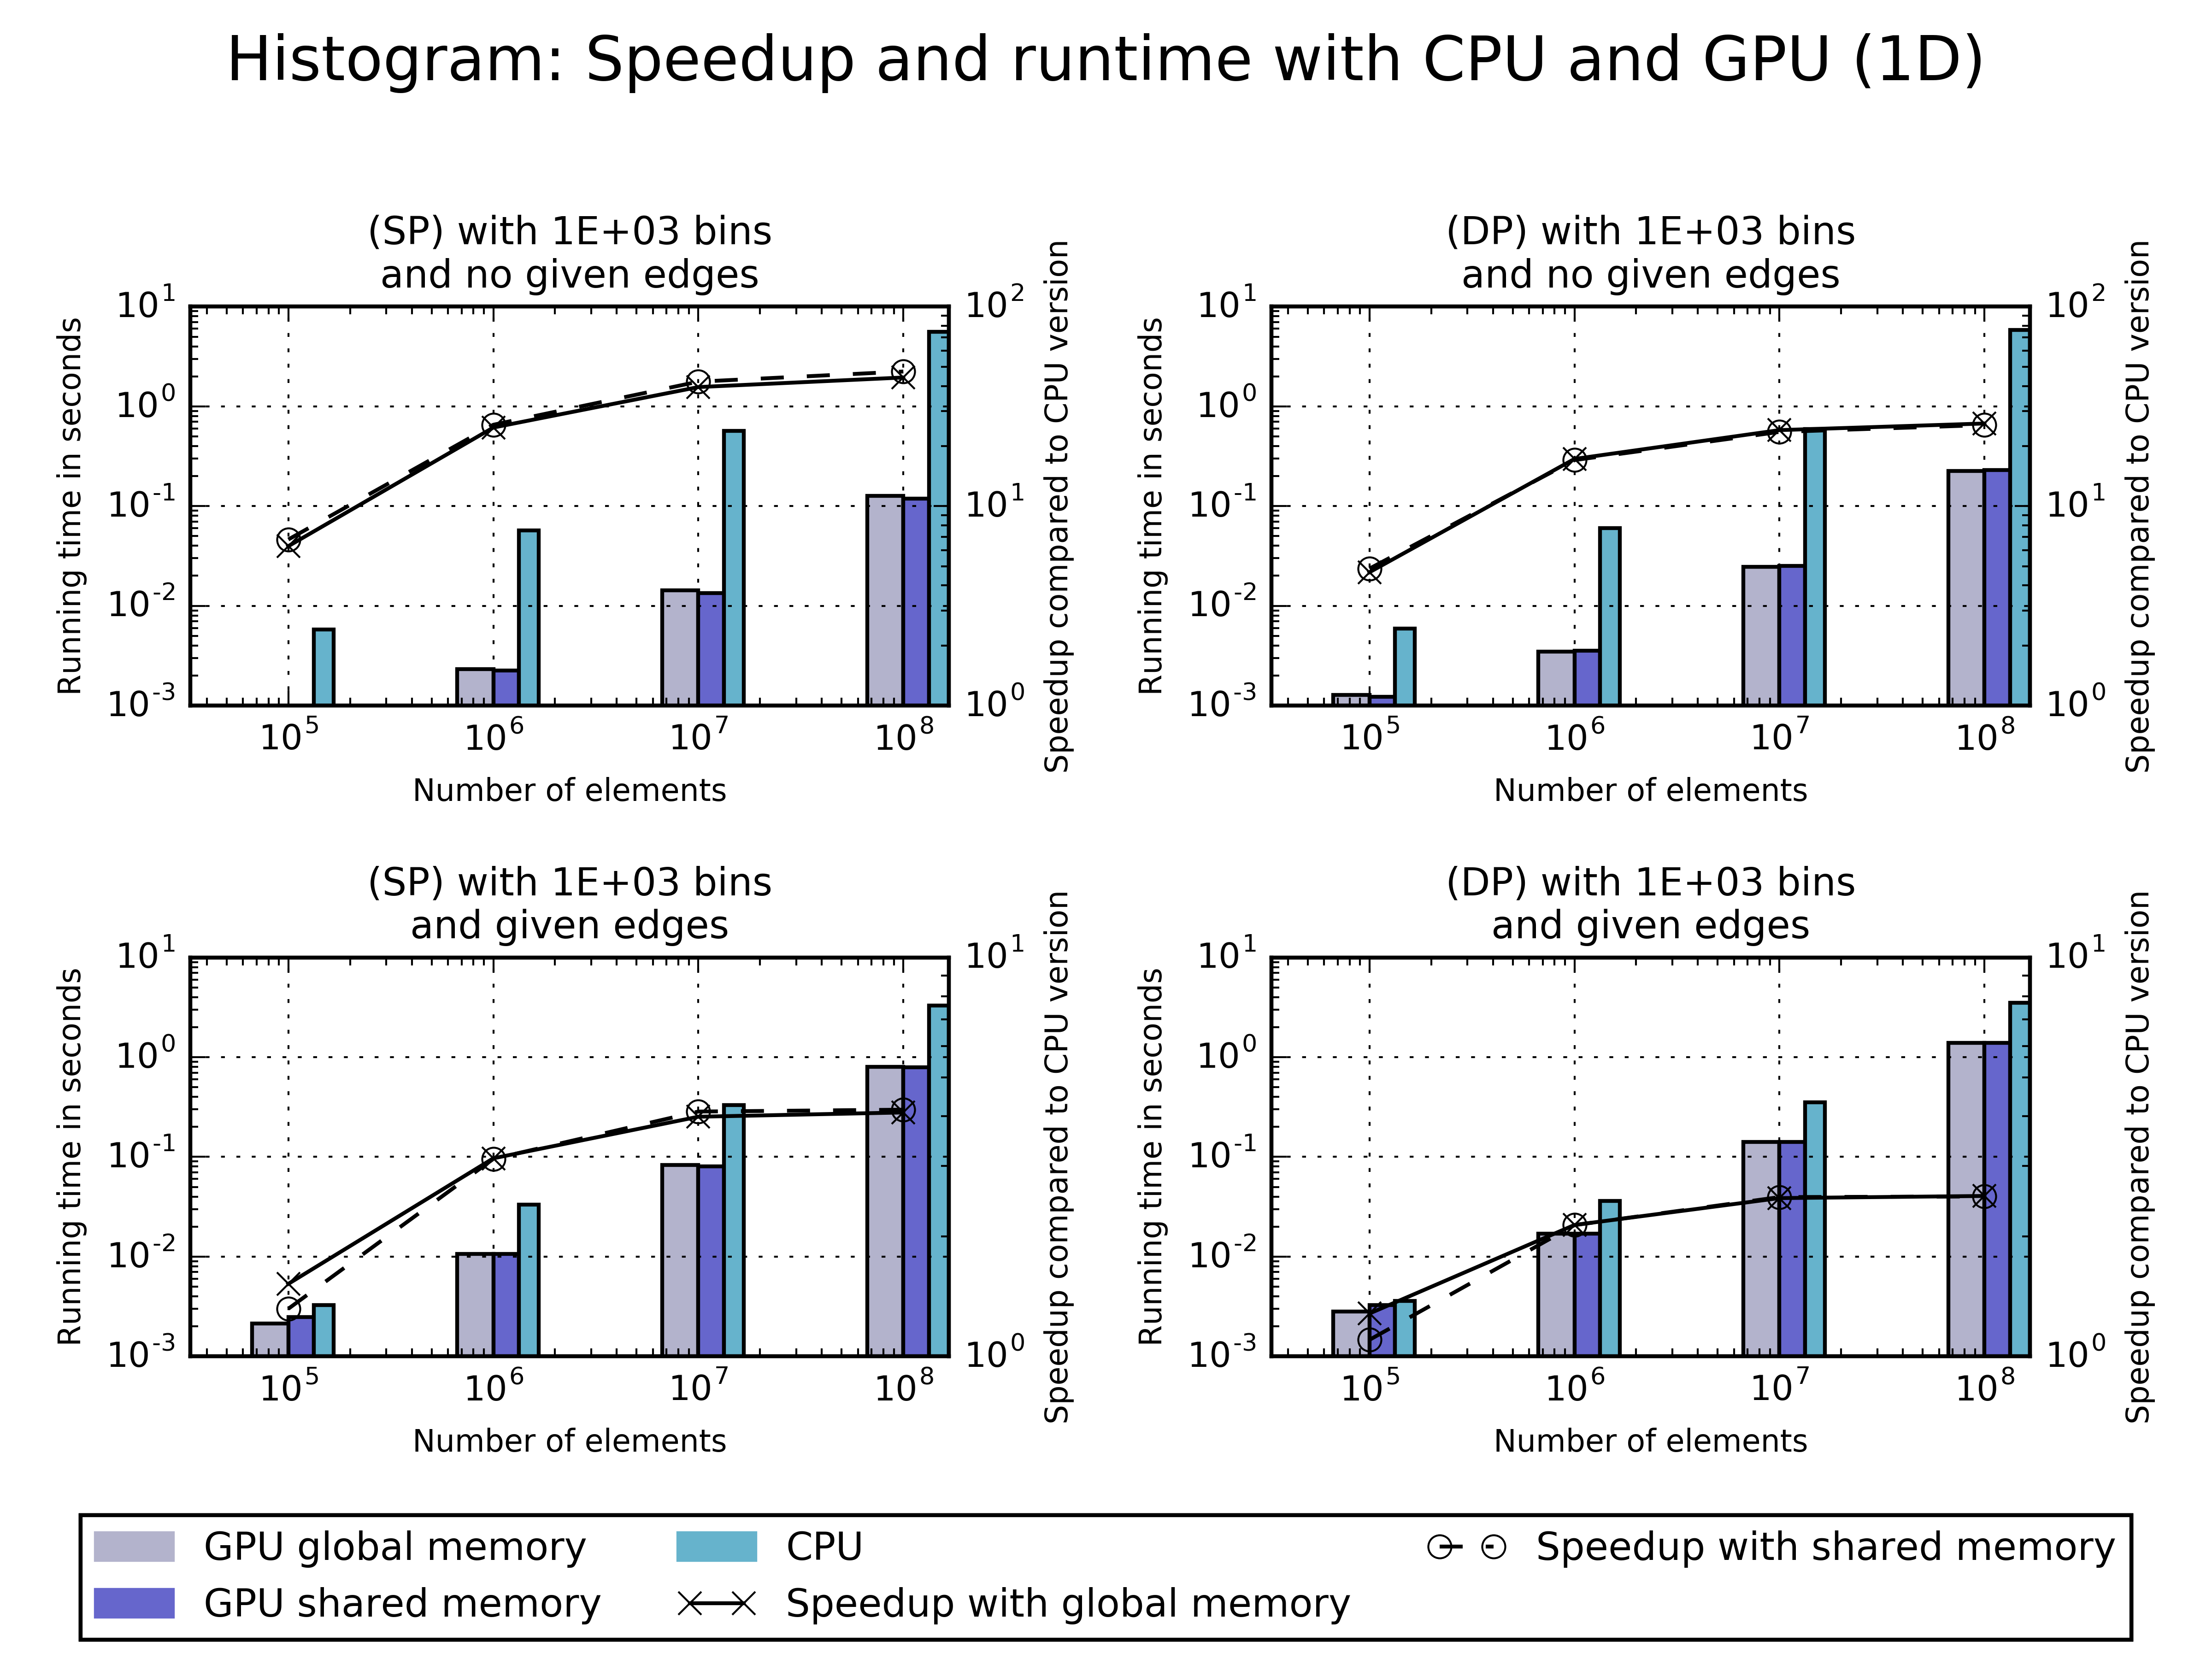 Histogram: Speedup and runtime with CPU and GPU (1D)
(SP) with 1E+03 bins
and no given edges
Running time in seconds
10^1
10^0
10^-1
10^-2
10^-3
10^2
10^1
10^0
Speedup compared to CPU version
10^5 10^6 10^7 10^8
Number of elements
(DP) with 1E+03 bins
and no given edges
Running time in seconds
10^1
10^0
10^-1
10^-2
10^-3
10^2
10^1
10^0
Speedup compared to CPU version
10^5 10^6 10^7 10^8
Number of elements
(SP) with 1E+03 bins
and given edges
Running time in seconds
10^1
10^0
10^-1
10^-2
10^-3
10^1
10^0
Speedup compared to CPU version
10^5 10^6 10^7 10^8
Number of elements
(DP) with 1E+03 bins
and given edges
Running time in seconds
10^1
10^0
10^-1
10^-2
10^-3
10^1
10^0
Speedup compared to CPU version
10^5 10^6 10^7 10^8
Number of elements
GPU global memory
GPU shared memory
CPU
Speedup with global memory
Speedup with shared memory